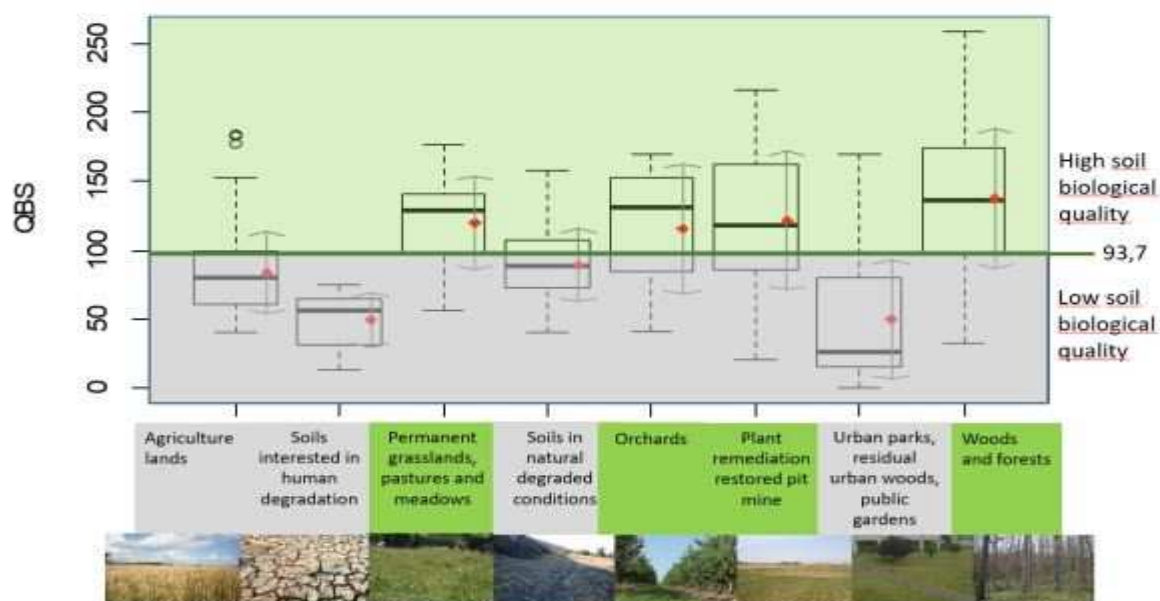 250
200
150
100
50
0
QBS
High soil
biological
quality
93,7
Low soil
biological
quality
Agriculture
lands
Soils
interested in
human
degradation
Permanent
grasslands,
pastures and
meadows
Soils in
natural
degraded
conditions
Orchards
Plant
remediation
restored pit
mine
Urban parks,
residual
urban woods,
public
gardens
Woods
and forests